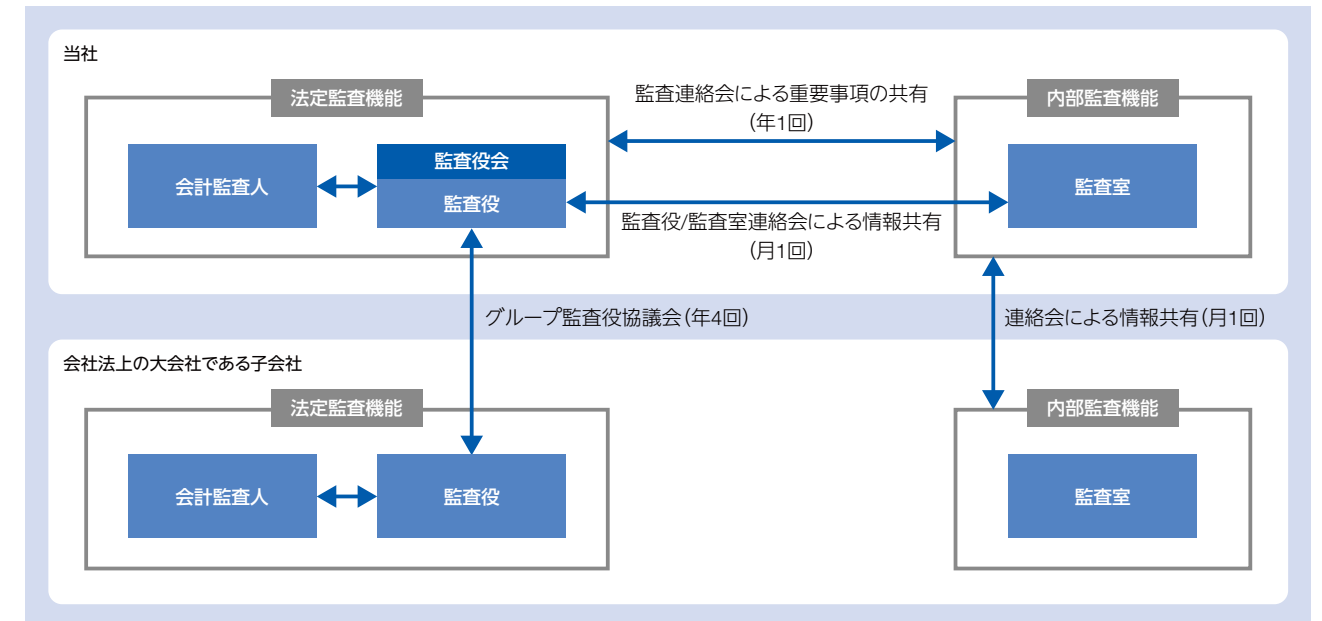 当社
法定監査機能
監査連絡会による重要事項の共有
（年1回）
内部監査機能
会計監査人
監査役会
監査役
監査室
監査役/監査室連絡会による情報共有
（月1回）
グループ監査役協議会（年4回）
連絡会による情報共有（月1回）
会社法上の大会社である子会社
法定監査機能
内部監査機能
会計監査人
監査役
監査室